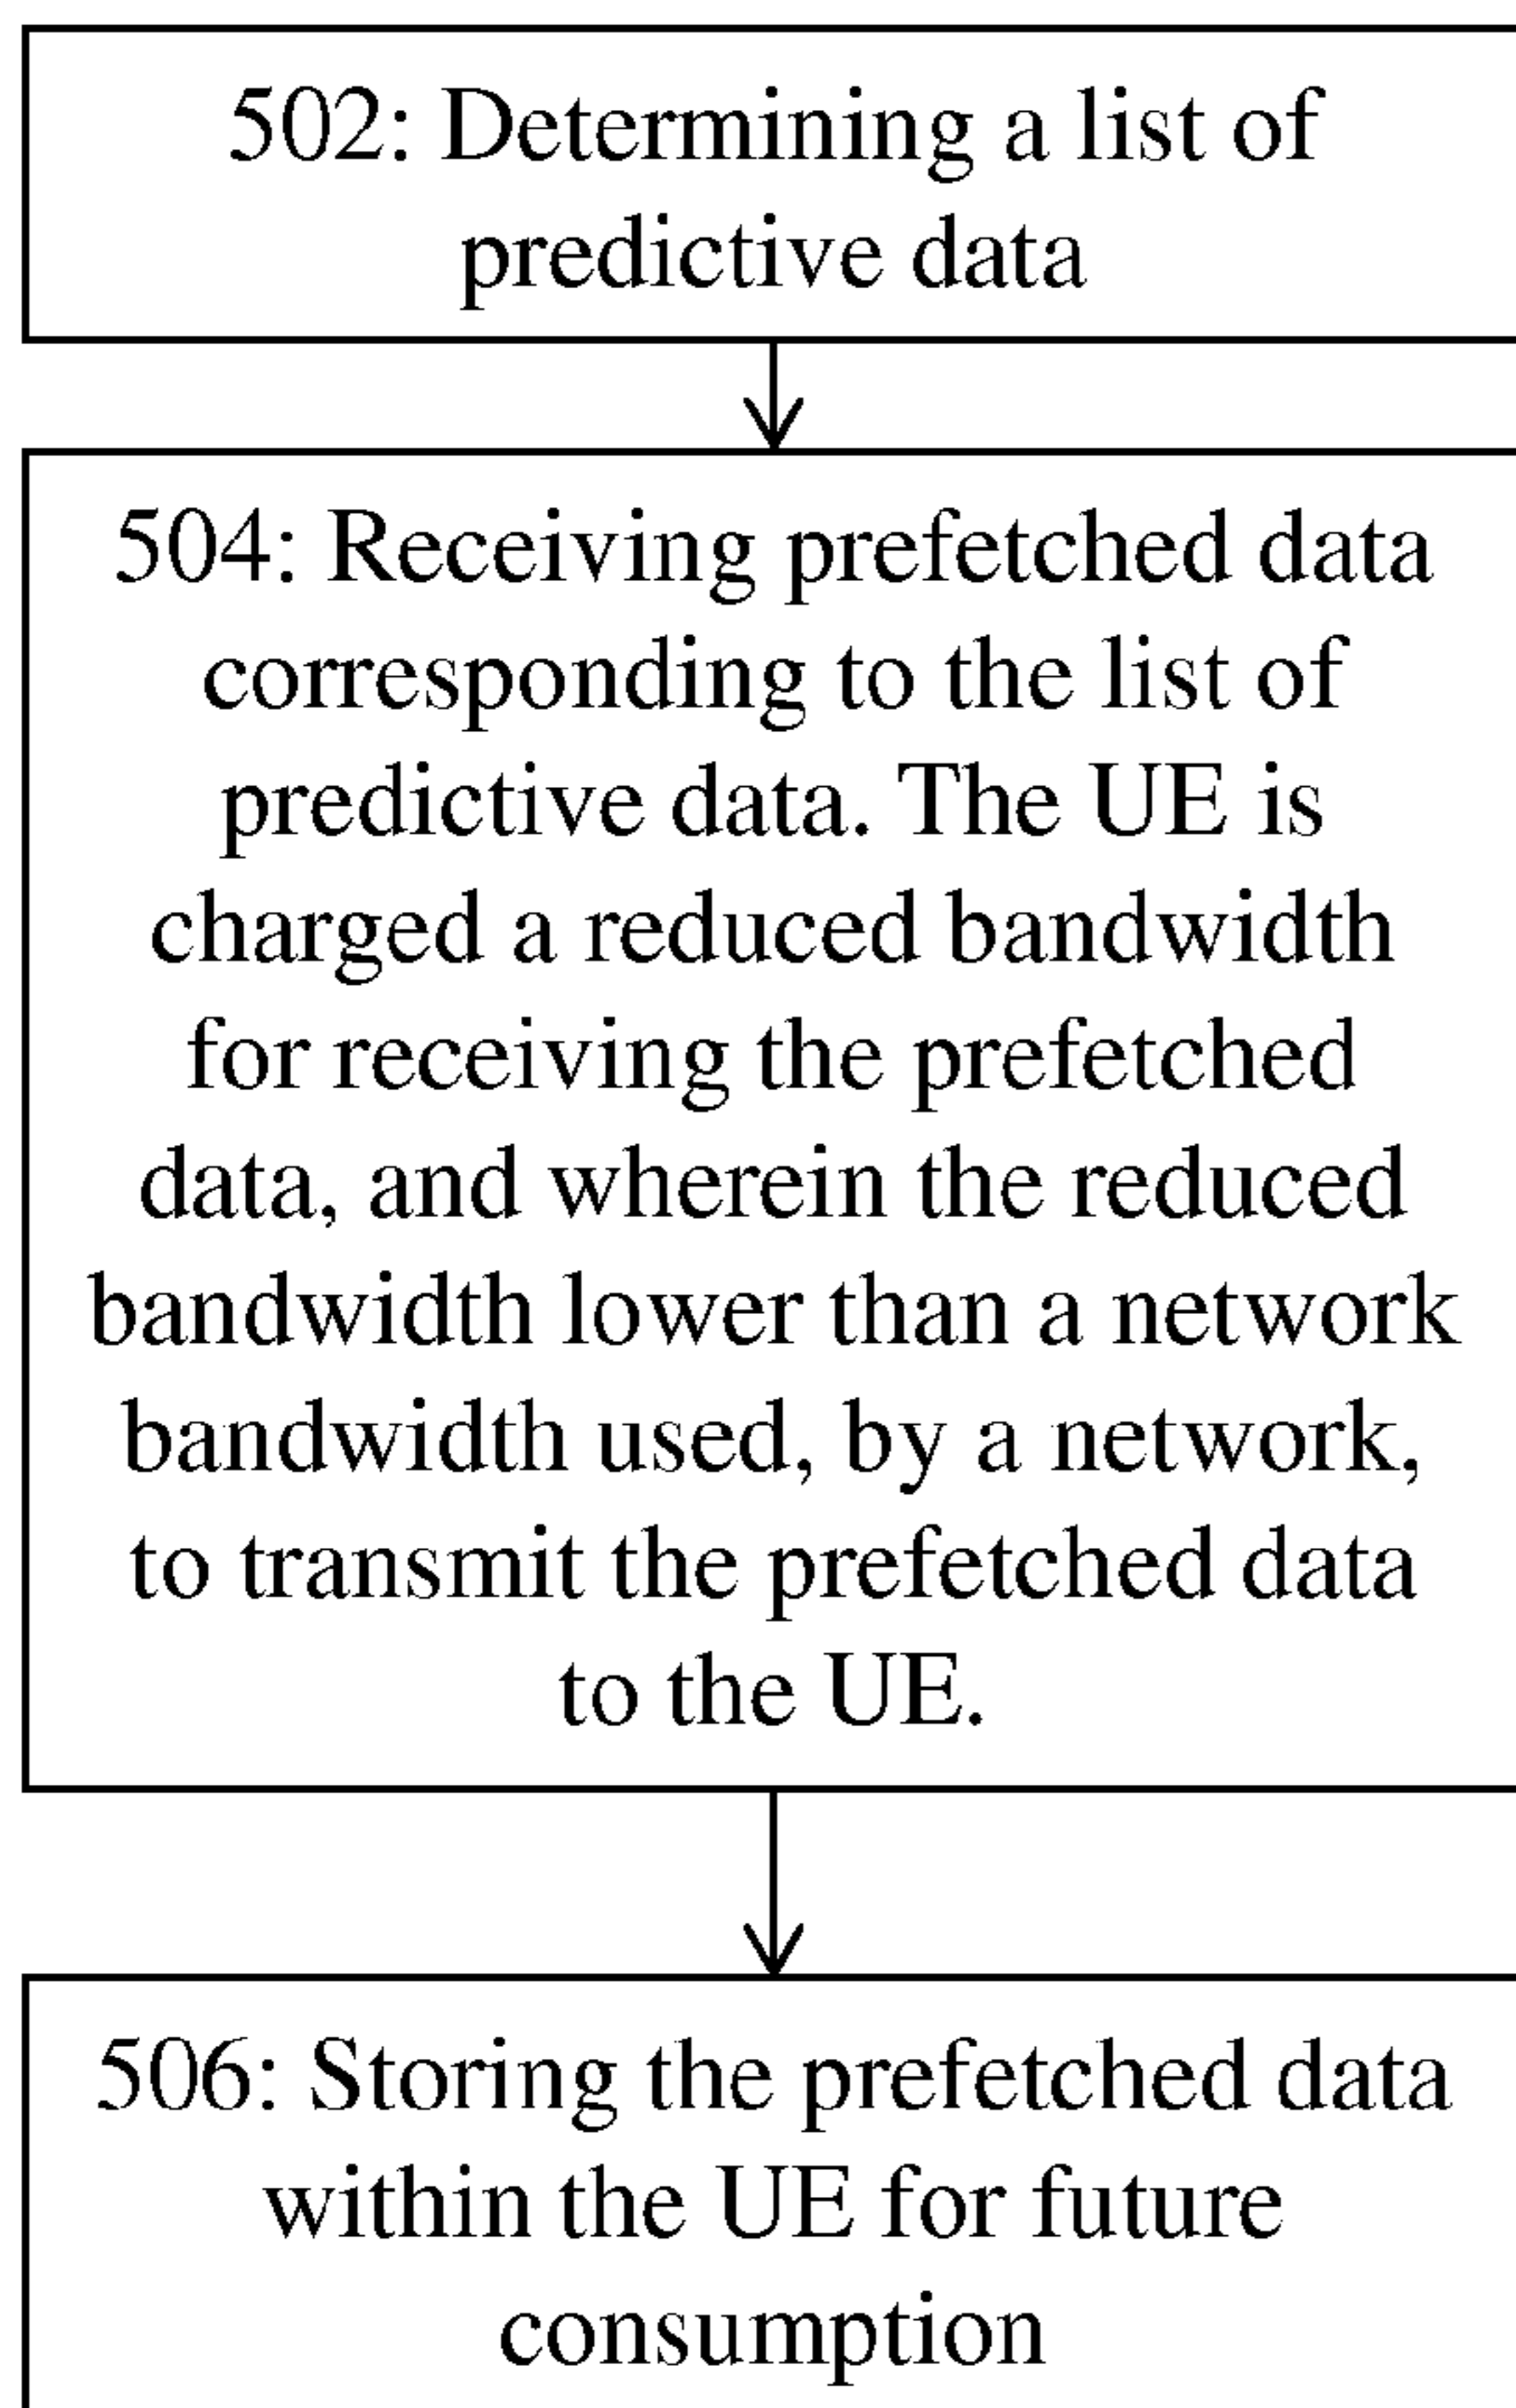 502: Determining a list of
predictive data
504: Receiving prefetched data
corresponding to the list of
predictive data. The UE is
charged a reduced bandwidth
for receiving the prefetched
data, and wherein the reduced
bandwidth lower than a network
bandwidth used, by a network,
to transmit the prefetched data
to the UE.
506: Storing the prefetched data
within the UE for future
consumption